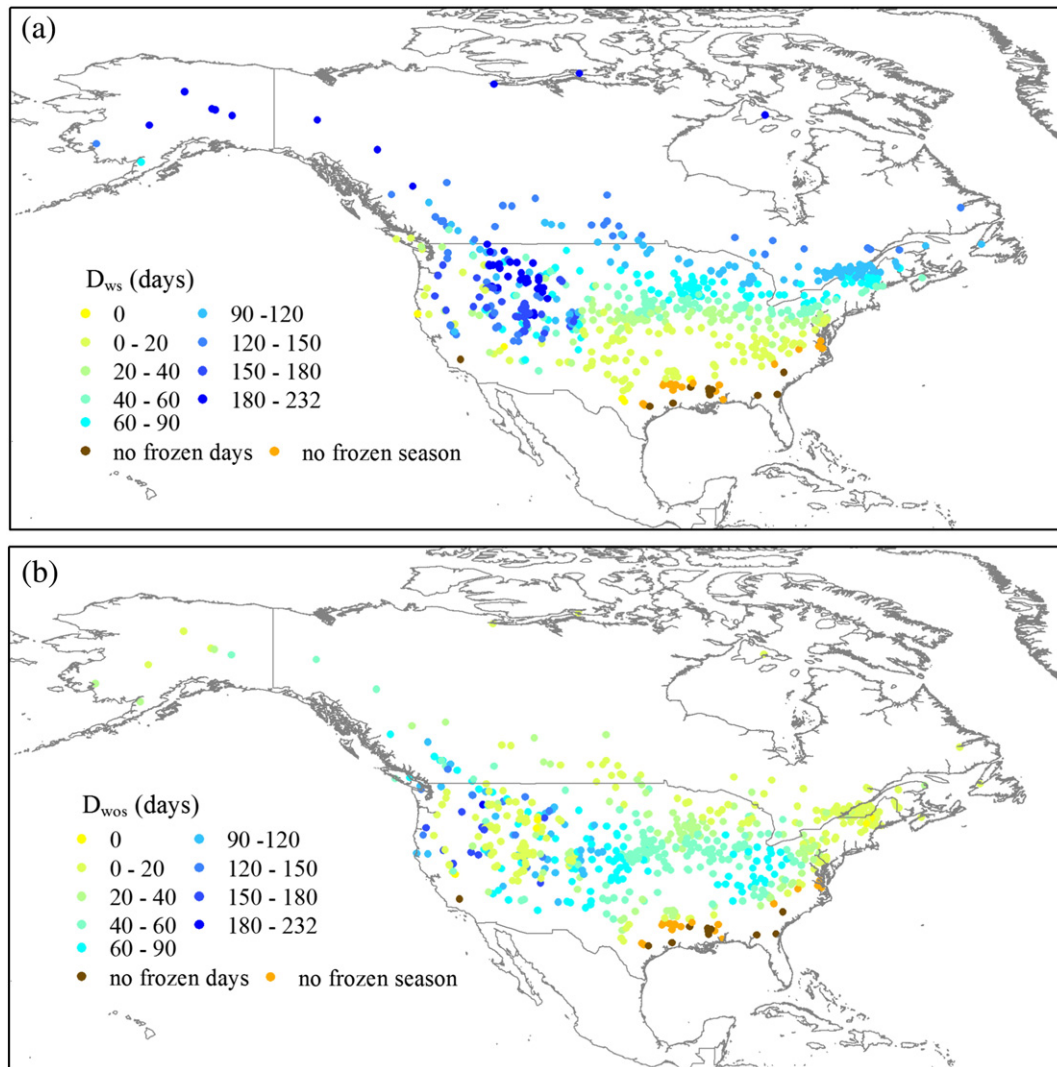 (a)
D_ws (days)
0
90 -120
0 - 20
120 - 150
20 - 40
150 - 180
40 - 60
180 - 232
60 - 90
no frozen days
no frozen season
(b)
D_wos (days)
0
90 -120
0 - 20
120 - 150
20 - 40
150 - 180
40 - 60
180 - 232
60 - 90
no frozen days
no frozen season